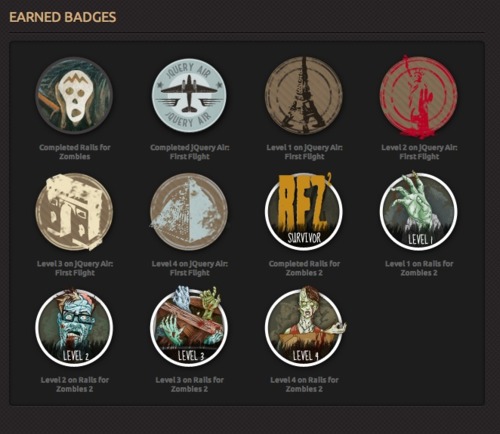 EARNED BADGES
JQUERY AIR
JQUERY AIR
Completed Rails for
Zombies
Completed jQuery Air:
First Flight
Level 1 on jQuery Air:
First Flight
Level 2 on jQuery Air:
First Flight
RFZ2
SURVIVOR
LEVEL 1
Level 3 on jQuery Air:
First Flight
Level 4 on jQuery Air:
First Flight
Completed Rails for
Zombies 2
Level 1 on Rails for
Zombies 2
LEVEL 2
LEVEL 3
LEVEL 4
Level 2 on Rails for
Zombies 2
Level 3 on Rails for
Zombies 2
Level 4 on Rails for
Zombies 2